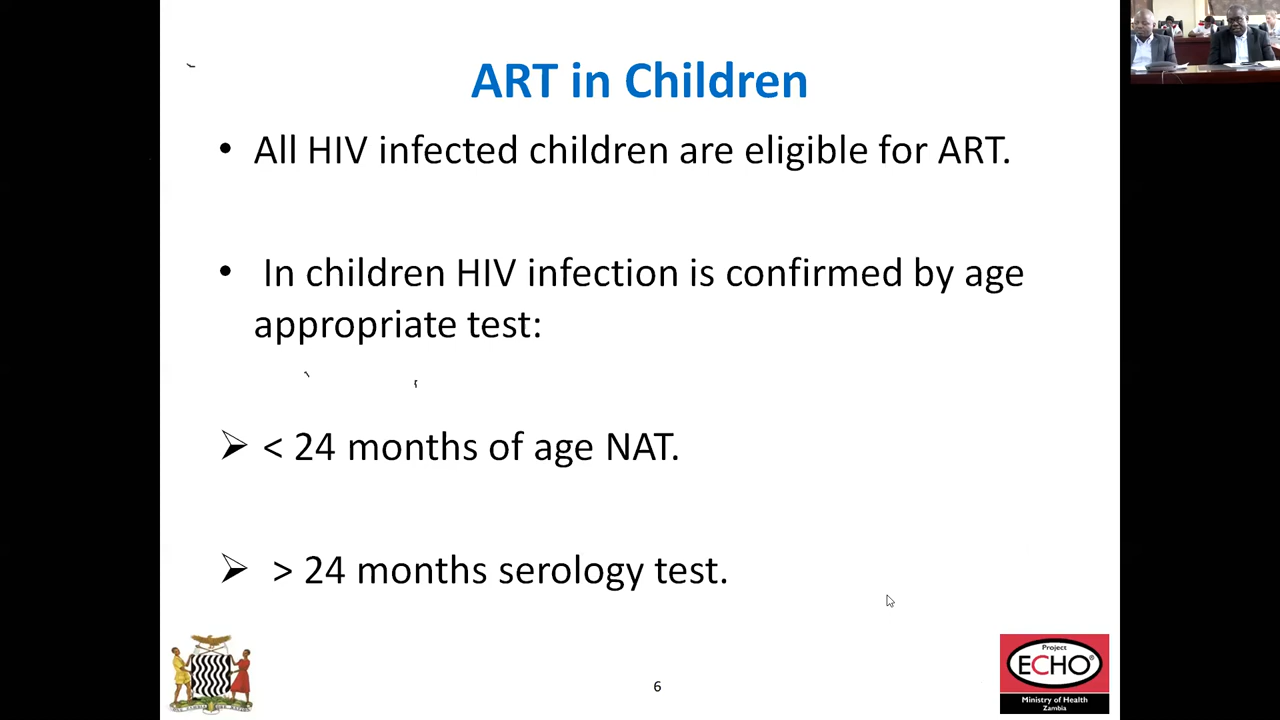 ART in Children
• All HIV infected children are eligible for ART.
• In children HIV infection is confirmed by age
appropriate test:
➢ < 24 months of age NAT.
➢ > 24 months serology test.
6
Project
ECHO®
Ministry of Health
Zambia